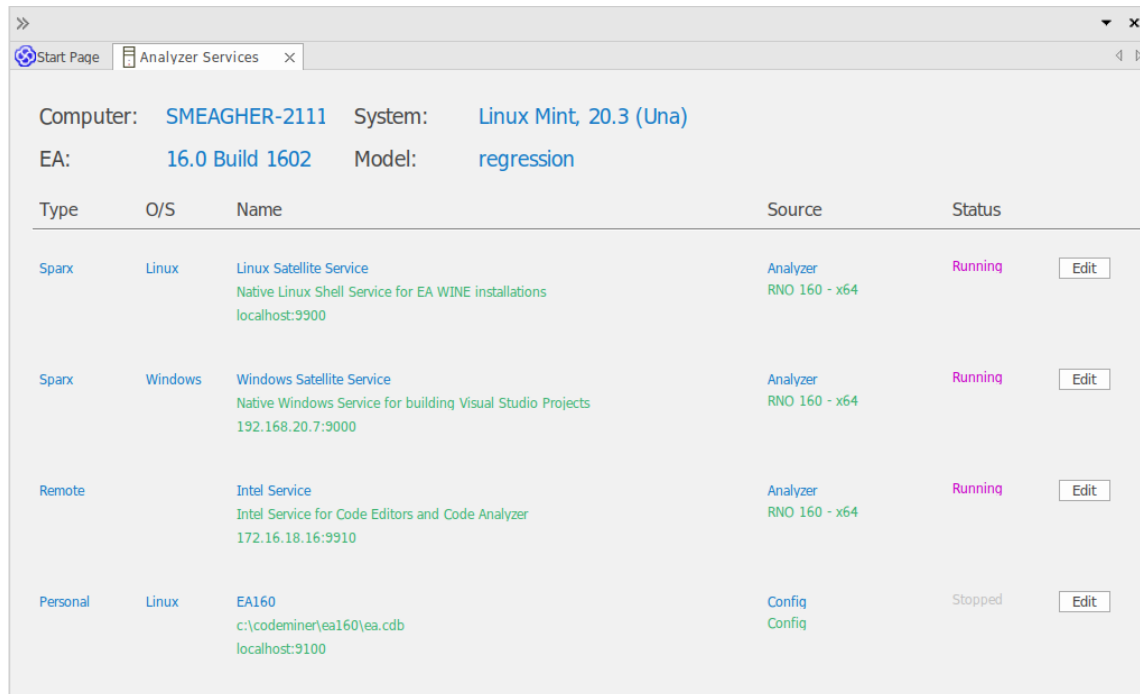 Start Page Analyzer Services
Computer: SMEAGHER-2111 System: Linux Mint, 20.3 (Una)
EA: 16.0 Build 1602 Model: regression
Type O/S Name Source Status
Sparx Linux Linux Satellite Service Analyzer Running Edit
Native Linux Shell Service for EA WINE installations RNO 160 - x64
localhost:9900
Sparx Windows Windows Satellite Service Analyzer Running Edit
Native Windows Service for building Visual Studio Projects RNO 160 - x64
192.168.20.7:9000
Remote Intel Service Analyzer Running Edit
Intel Service for Code Editors and Code Analyzer RNO 160 - x64
172.16.18.16:9910
Personal Linux EA160 Config Stopped Edit
c:\codeminer\ea160\ea.cdb Config
localhost:9100